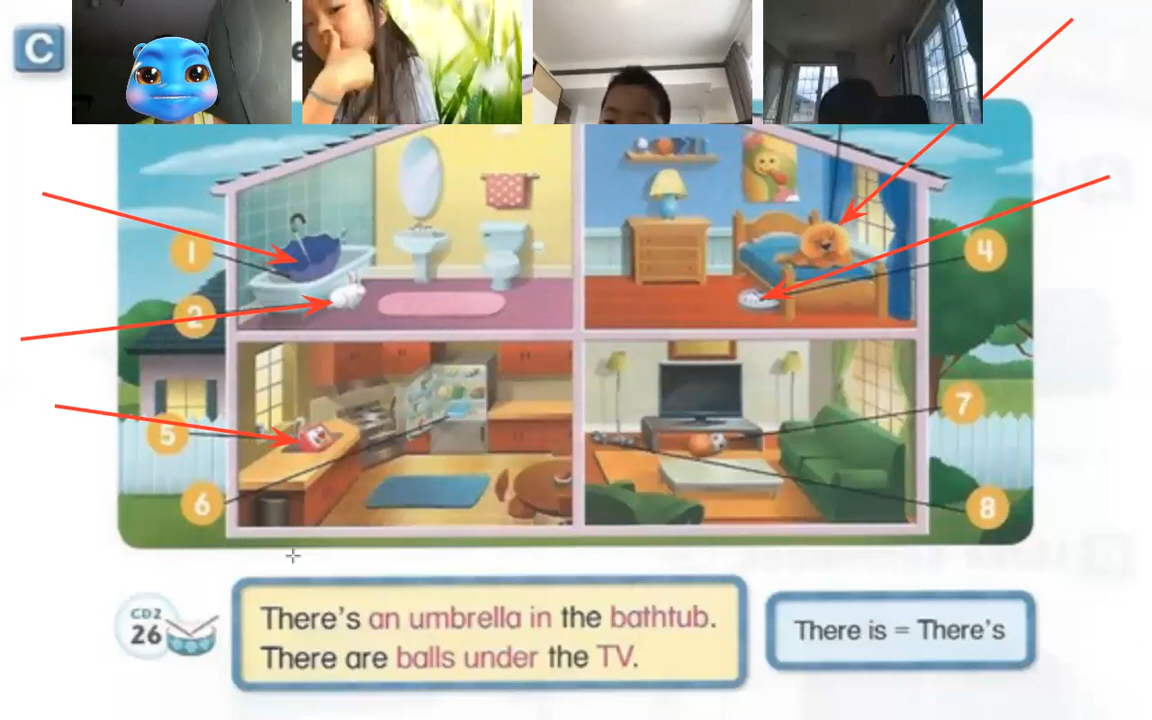 C
1
2
4
5
7
6
8
CD2
26
There's an umbrella in the bathtub.
There are balls under the TV.
There is = There's